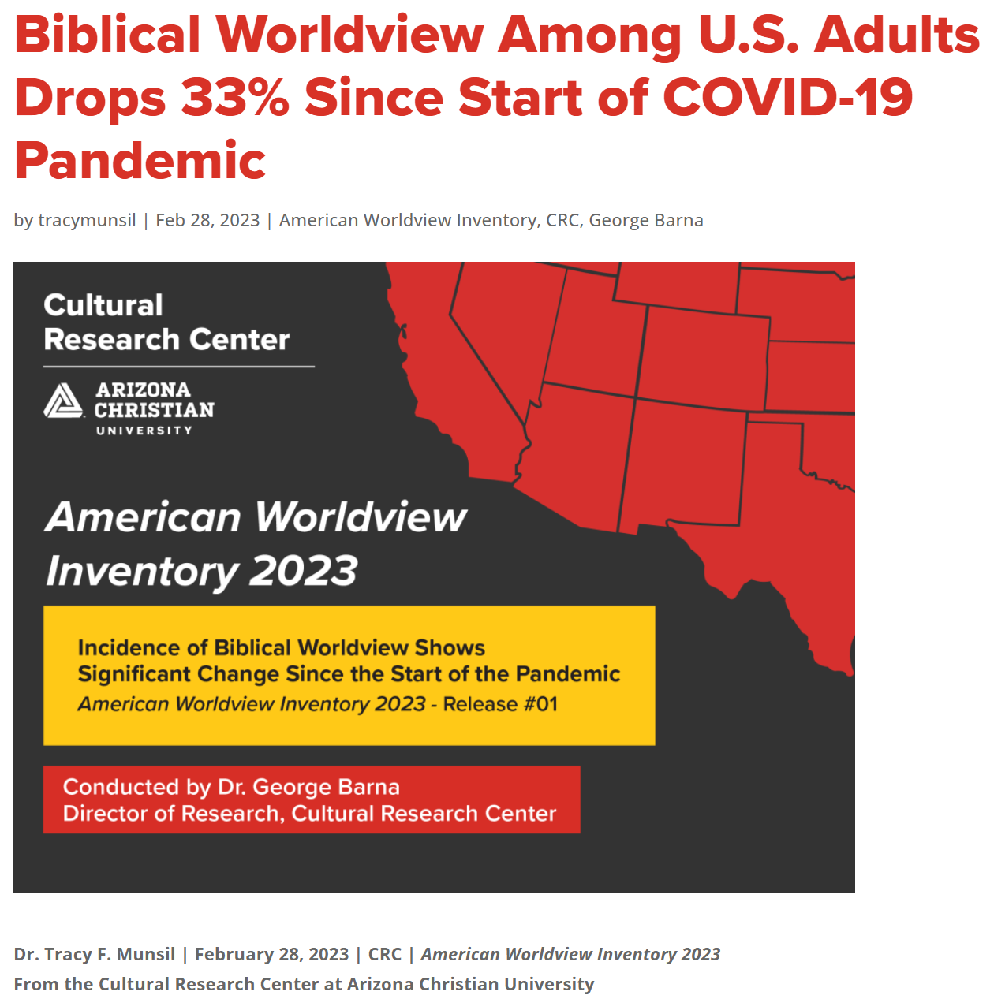 Biblical Worldview Among U.S. Adults
Drops 33% Since Start of COVID-19
Pandemic
by tracymunsil | Feb 28, 2023 | American Worldview Inventory, CRC, George Barna
Cultural
Research Center
ARIZONA
CHRISTIAN
UNIVERSITY
American Worldview
Inventory 2023
Incidence of Biblical Worldview Shows
Significant Change Since the Start of the Pandemic
American Worldview Inventory 2023 - Release #01
Conducted by Dr. George Barna
Director of Research, Cultural Research Center
Dr. Tracy F. Munsil | February 28, 2023 | CRC | American Worldview Inventory 2023
From the Cultural Research Center at Arizona Christian University